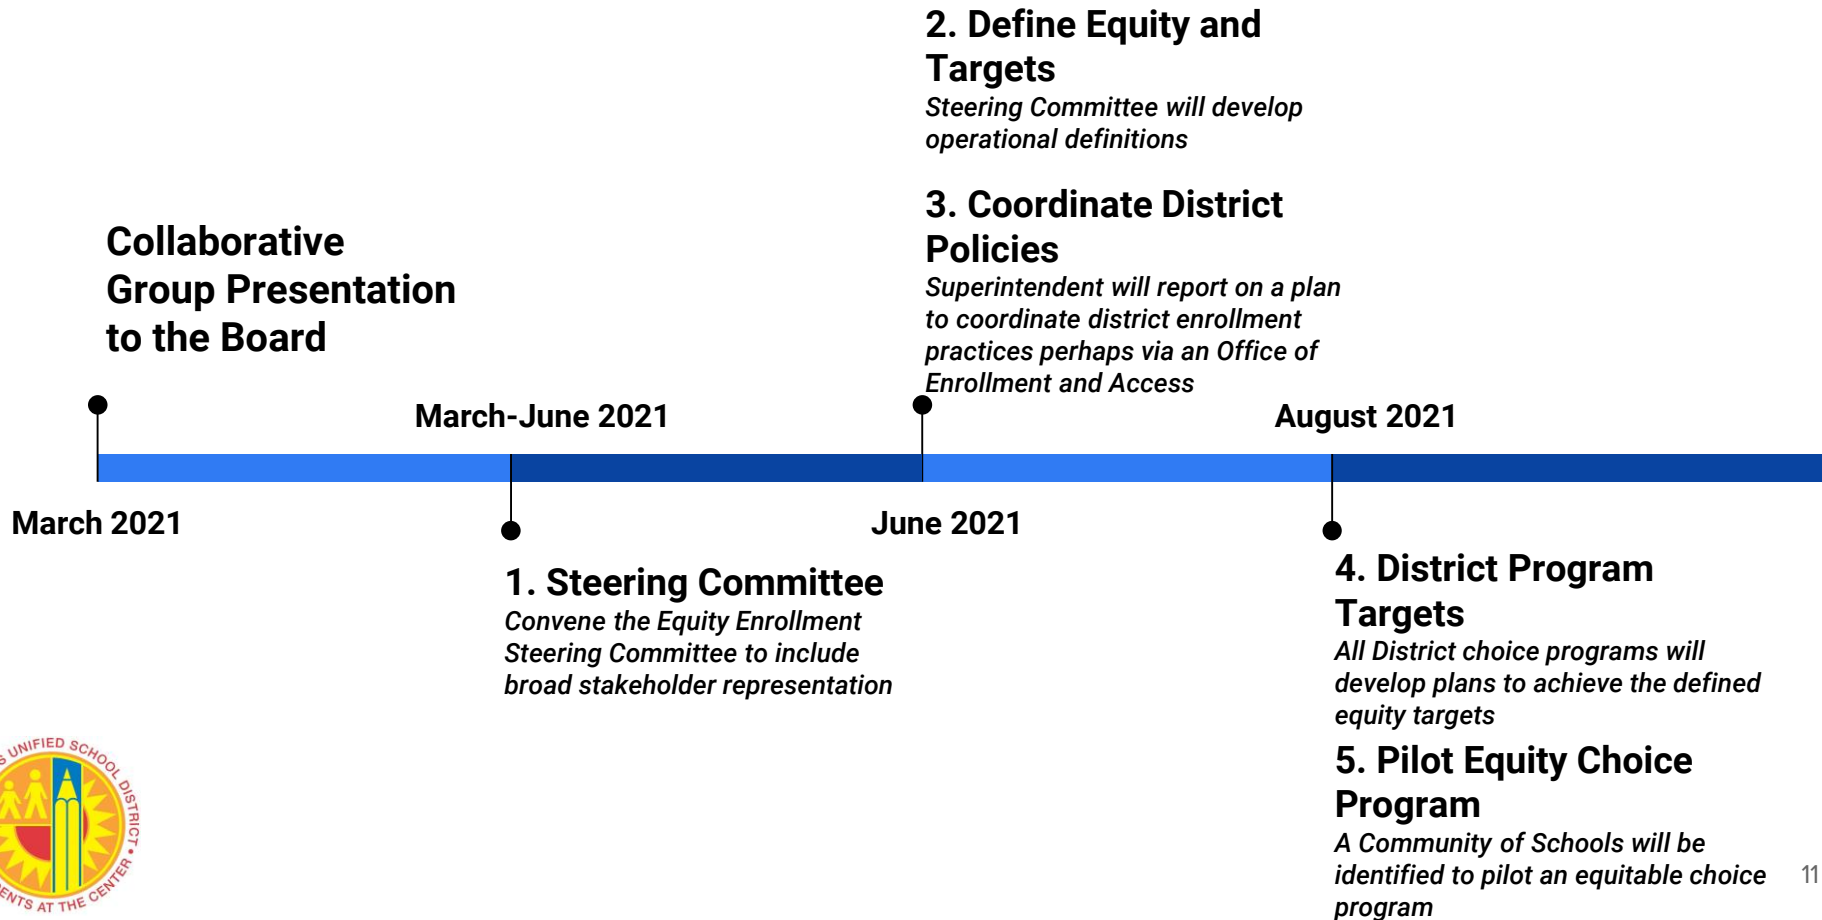 2. Define Equity and
Targets
Steering Committee will develop
operational definitions
3. Coordinate District
Policies
Superintendent will report on a plan
to coordinate district enrollment
practices perhaps via an Office of
Enrollment and Access
Collaborative
Group Presentation
to the Board
March-June 2021
August 2021
March 2021
June 2021
1. Steering Committee
Convene the Equity Enrollment
Steering Committee to include
broad stakeholder representation
4. District Program
Targets
All District choice programs will
develop plans to achieve the defined
equity targets
5. Pilot Equity Choice
Program
A Community of Schools will be
identified to pilot an equitable choice
program
UNIFIED SCHOOL DISTRICT •
AT THE CENTER •
11